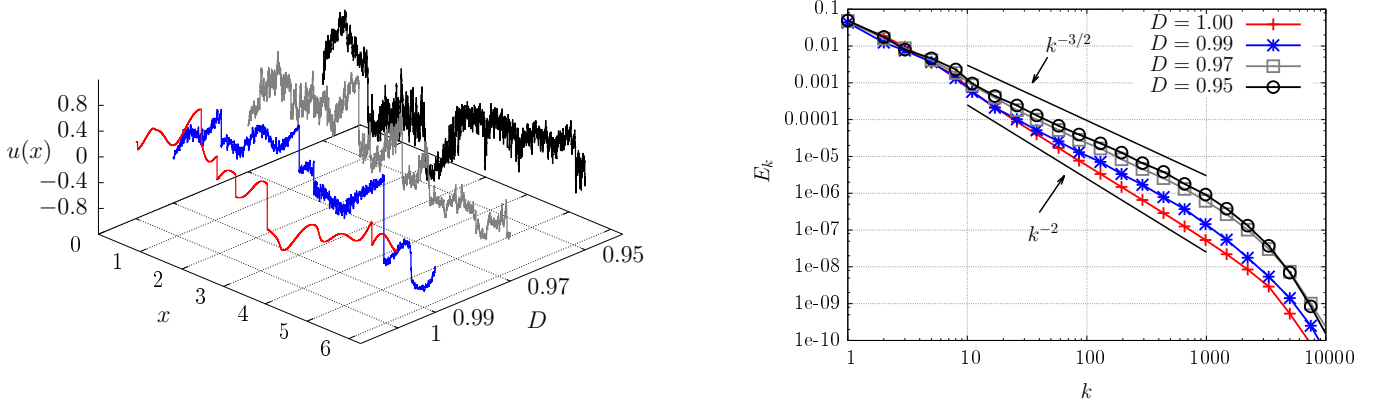 u(x)
0.8
0.4
0
−0.4
−0.8
0
1
2
3
4
5
6
x
1
0.99
0.97
0.95
D
0.1
0.01
0.001
0.0001
1e-05
1e-06
1e-07
1e-08
1e-09
1e-10
E_k
1
10
100
1000
10000
k
k^{-3/2}
k^{-2}
D = 1.00
D = 0.99
D = 0.97
D = 0.95